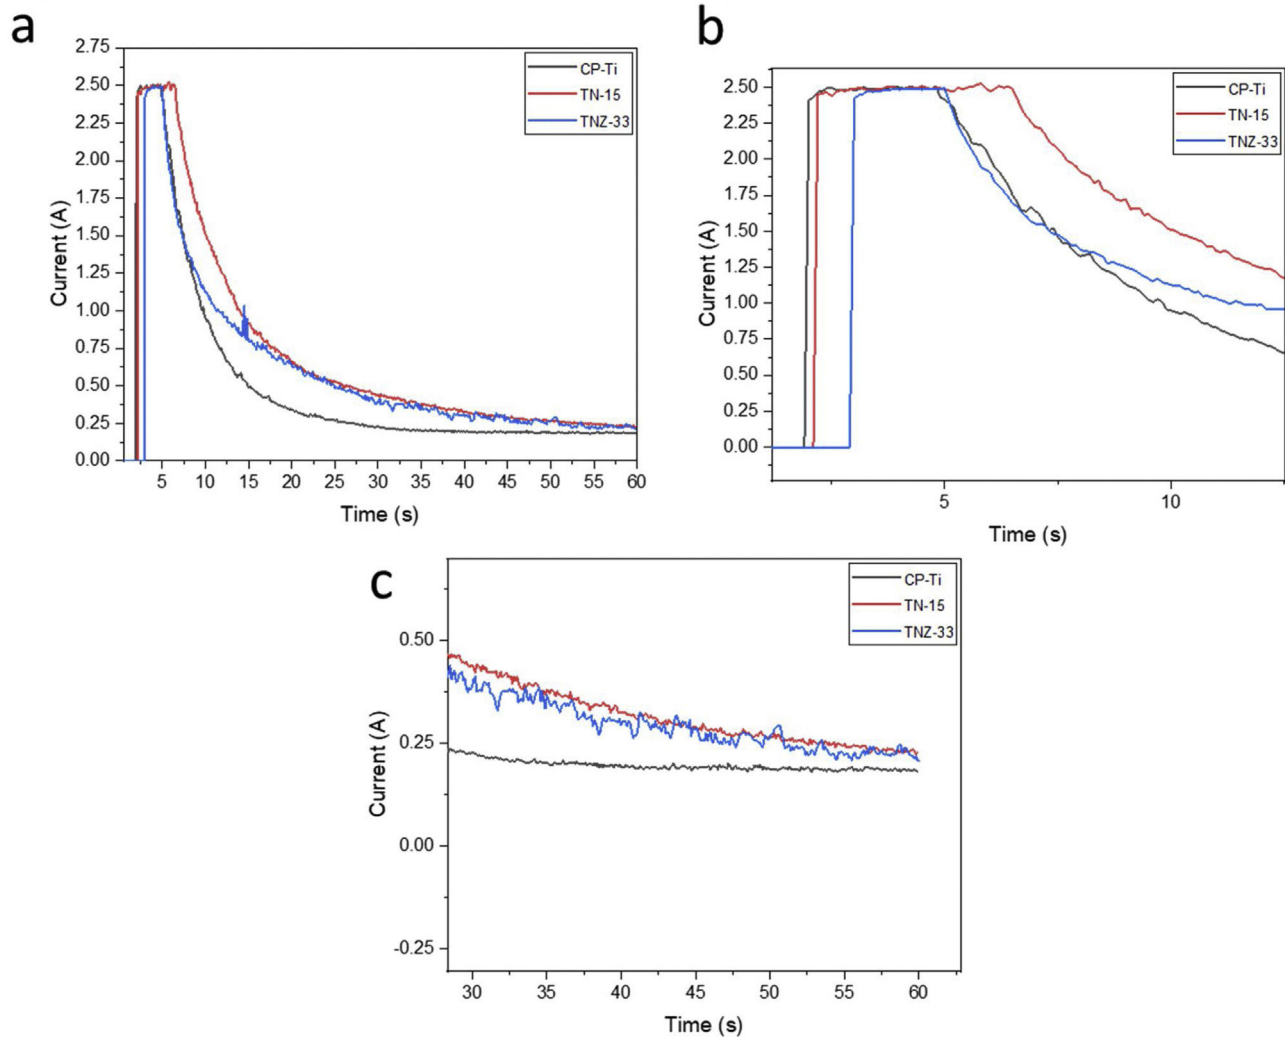 a
2.75
2.50
2.25
2.00
1.75
1.50
1.25
1.00
0.75
0.50
0.25
0.00
Current (A)
5 10 15 20 25 30 35 40 45 50 55 60
Time (s)
CP-Ti
TN-15
TNZ-33
b
2.50
2.25
2.00
1.75
1.50
1.25
1.00
0.75
0.50
0.25
0.00
Current (A)
5 10
Time (s)
CP-Ti
TN-15
TNZ-33
c
0.50
0.25
0.00
-0.25
Current (A)
30 35 40 45 50 55 60
Time (s)
CP-Ti
TN-15
TNZ-33